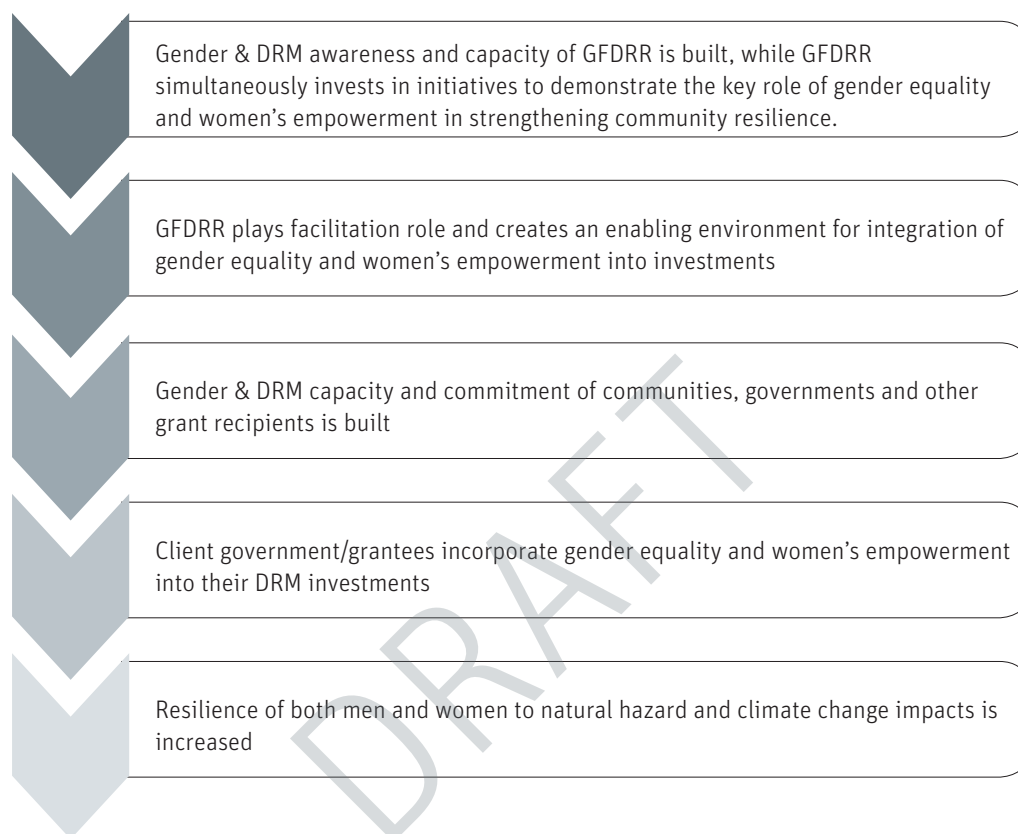 Gender & DRM awareness and capacity of GFDRR is built, while GFDRR
simultaneously invests in initiatives to demonstrate the key role of gender equality
and women’s empowerment in strengthening community resilience.
GFDRR plays facilitation role and creates an enabling environment for integration of
gender equality and women’s empowerment into investments
Gender & DRM capacity and commitment of communities, governments and other
grant recipients is built
Client government/grantees incorporate gender equality and women’s empowerment
into their DRM investments
Resilience of both men and women to natural hazard and climate change impacts is
increased
DRAFT